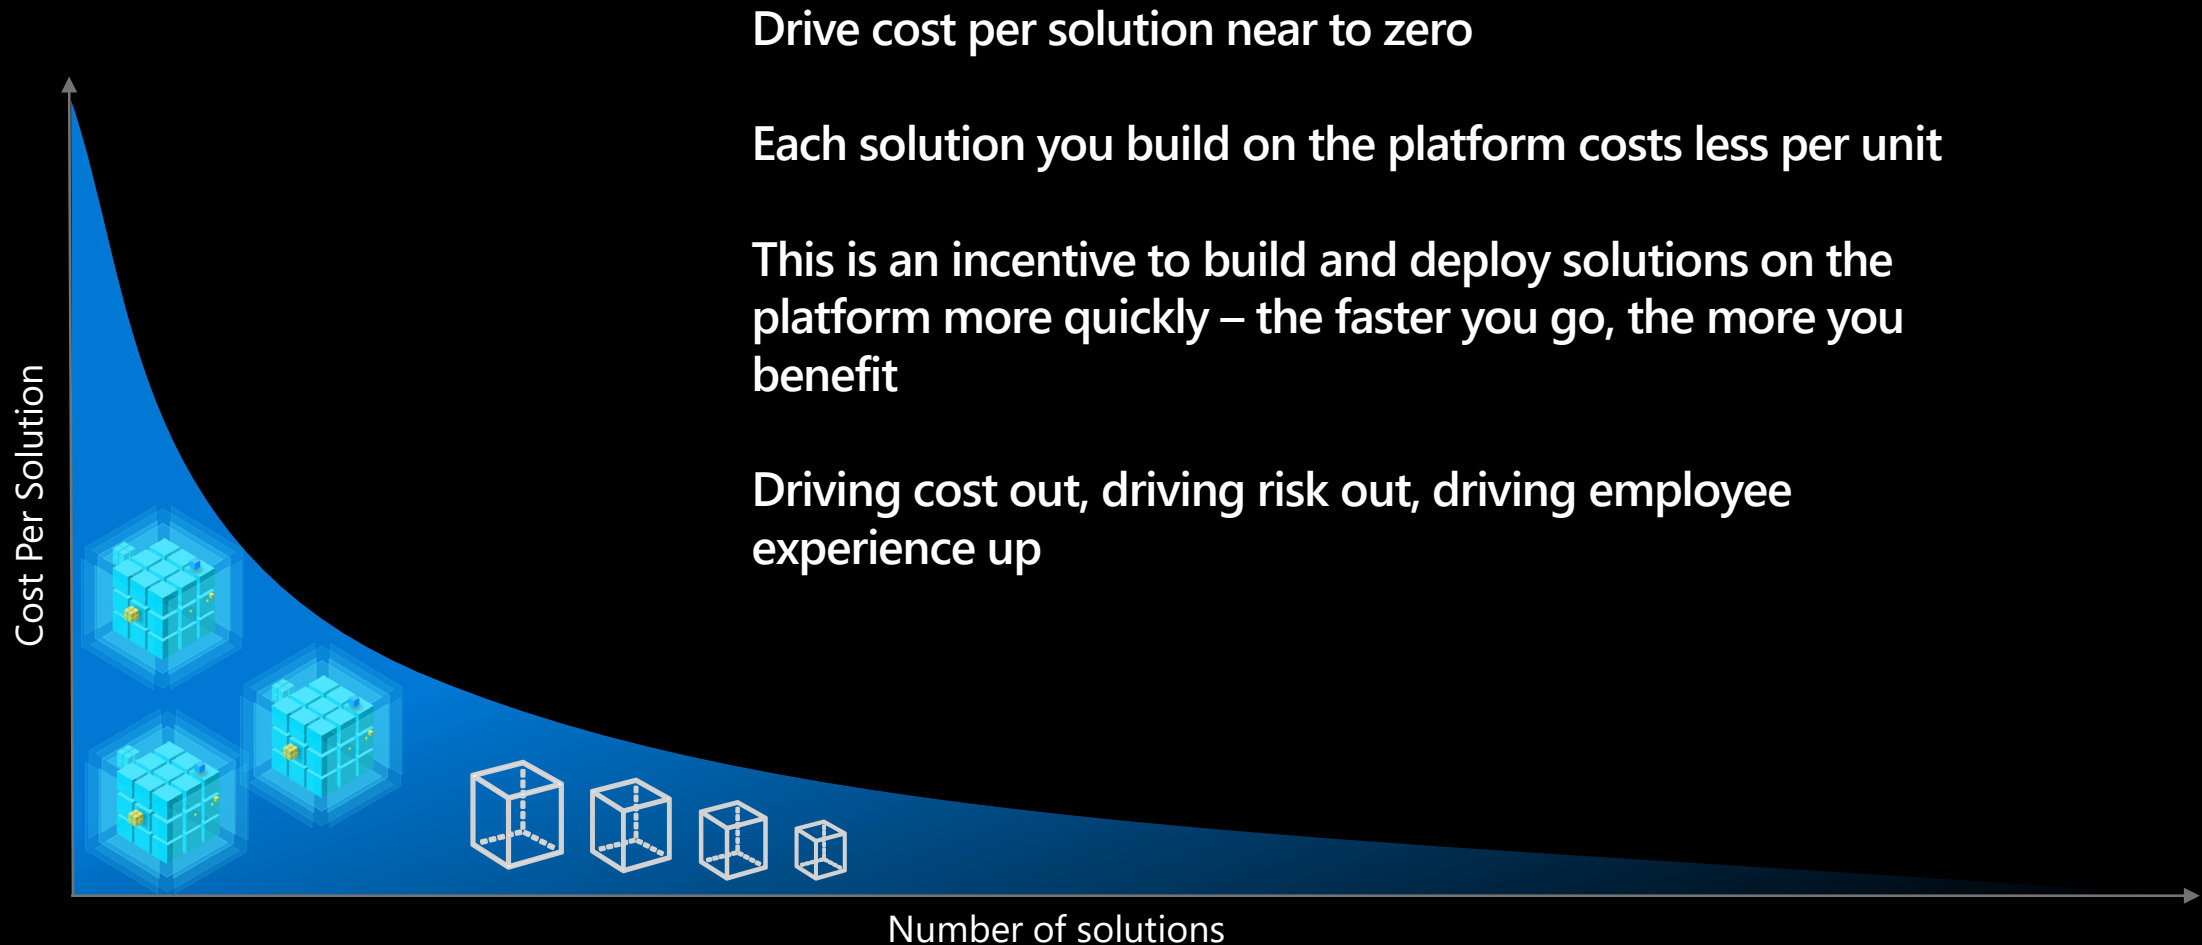 Drive cost per solution near to zero
Each solution you build on the platform costs less per unit
This is an incentive to build and deploy solutions on the
platform more quickly – the faster you go, the more you
benefit
Driving cost out, driving risk out, driving employee
experience up
Cost Per Solution
Number of solutions